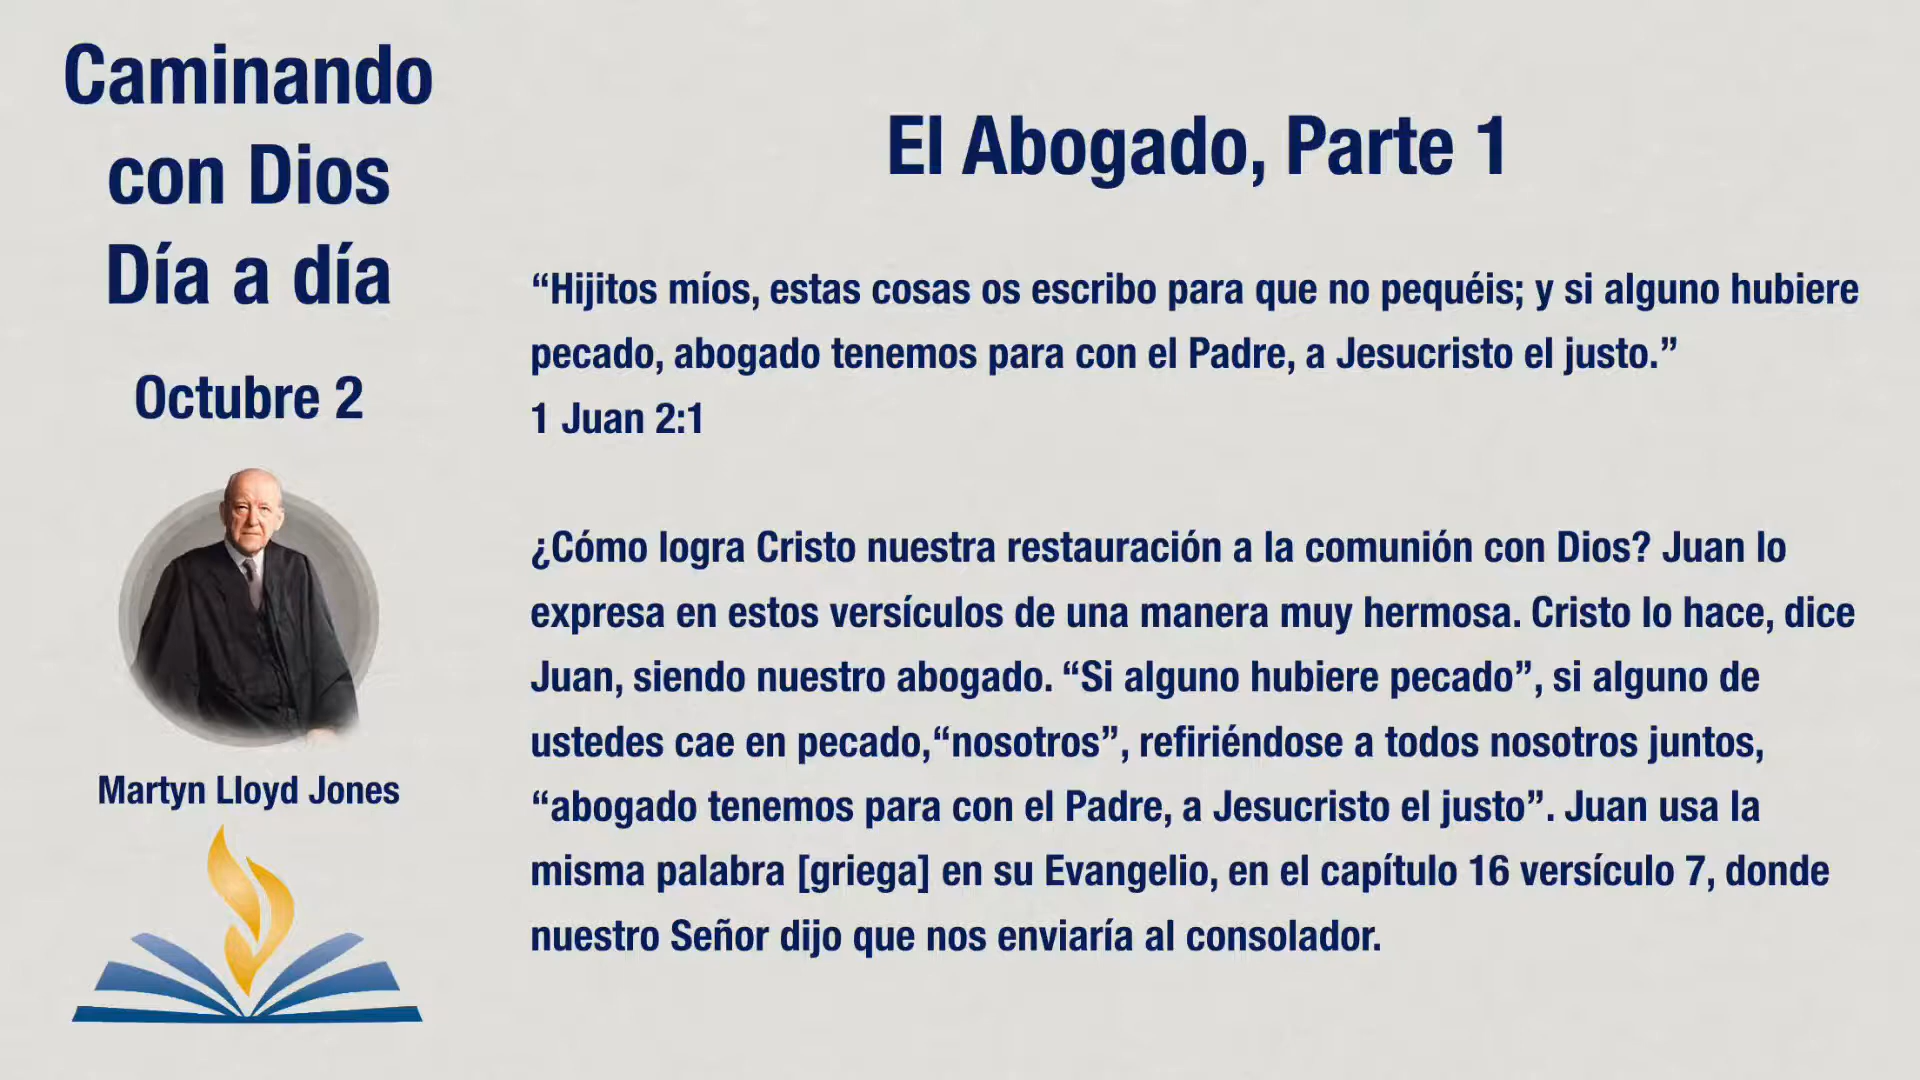 Caminando
con Dios
Día a día
Octubre 2
Martyn Lloyd Jones
El Abogado, Parte 1
“Hijitos míos, estas cosas os escribo para que no pequéis; y si alguno hubiere
pecado, abogado tenemos para con el Padre, a Jesucristo el justo.”
1 Juan 2:1
¿Cómo logra Cristo nuestra restauración a la comunión con Dios? Juan lo
expresa en estos versículos de una manera muy hermosa. Cristo lo hace, dice
Juan, siendo nuestro abogado. “Si alguno hubiere pecado”, si alguno de
ustedes cae en pecado,“nosotros”, refiriéndose a todos nosotros juntos,
“abogado tenemos para con el Padre, a Jesucristo el justo”. Juan usa la
misma palabra [griega] en su Evangelio, en el capítulo 16 versículo 7, donde
nuestro Señor dijo que nos enviaría al consolador.